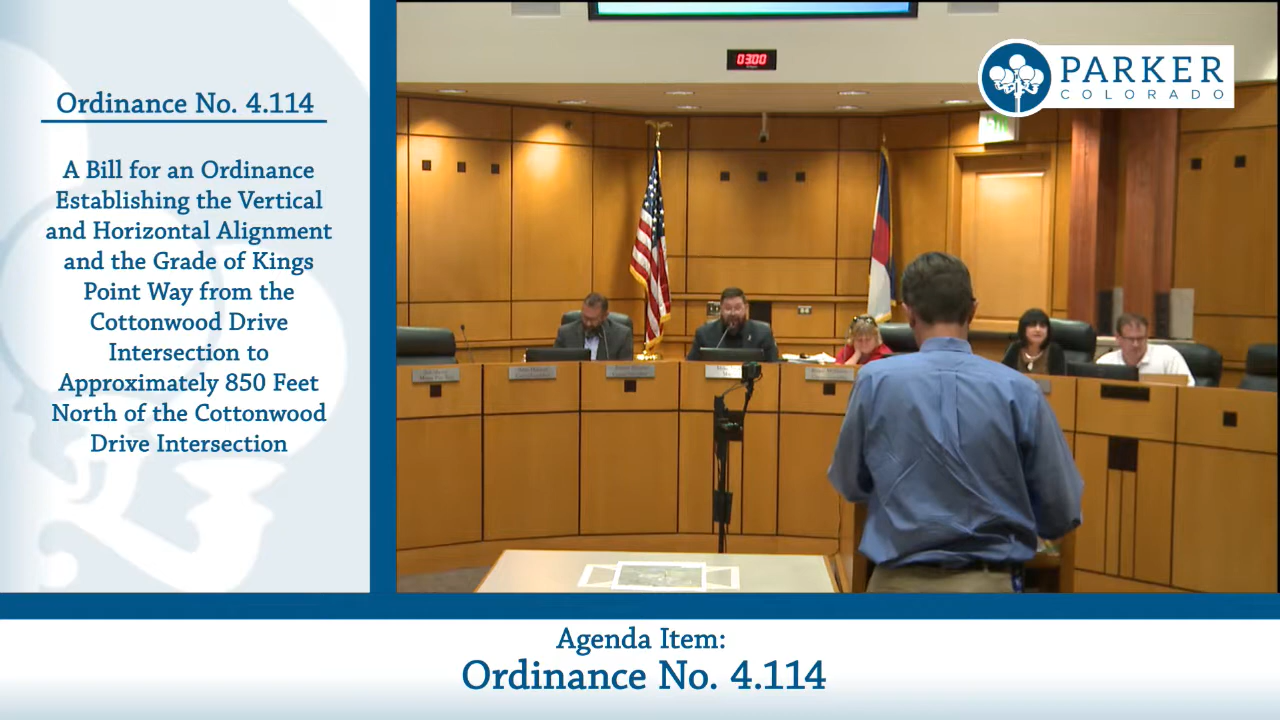 Ordinance No. 4.114
A Bill for an Ordinance
Establishing the Vertical
and Horizontal Alignment
and the Grade of Kings
Point Way from the
Cottonwood Drive
Intersection to
Approximately 850 Feet
North of the Cottonwood
Drive Intersection
03:00
PARKER
COLORADO
Agenda Item:
Ordinance No. 4.114